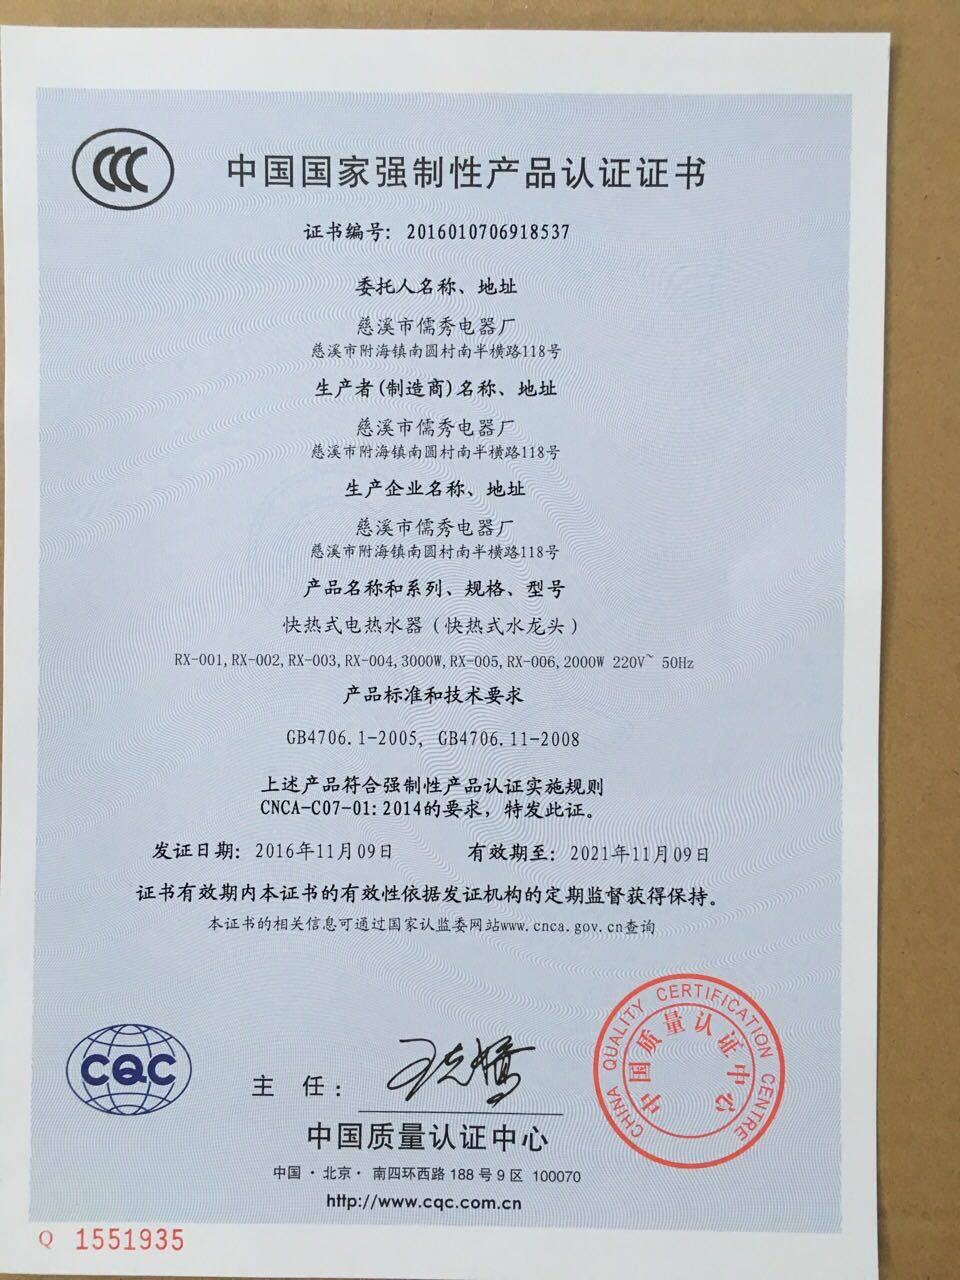 CCC
中国国家强制性产品认证证书
证书编号: 2016010706918537
委托人名称、地址
慈溪市儒秀电器厂
慈溪市附海镇南圆村南半横路118号
生产者(制造商)名称、地址
慈溪市儒秀电器厂
慈溪市附海镇南圆村南半横路118号
生产企业名称、地址
慈溪市儒秀电器厂
慈溪市附海镇南圆村南半横路118号
产品名称和系列、规格、型号
快热式电热水器(快热式水龙头)
RX-001,RX-002,RX-003,RX-004,3000W,RX-005,RX-006,2000W 220V~ 50Hz
产品标准和技术要求
GB4706.1-2005, GB4706.11-2008
上述产品符合强制性产品认证实施规则
CNCA-C07-01:2014的要求，特发此证。
发证日期: 2016年11月09日 有效期至: 2021年11月09日
证书有效期内本证书的有效性依据发证机构的定期监督获得保持。
本证书的相关信息可通过国家认监委网站www.cnca.gov.cn查询
CQC
主 任:
CHINA QUALITY CERTIFICATION CENTRE
中国质量认证中心
中国质量认证中心
中国·北京· 南四环西路 188 号 9 区 100070
http://www.cqc.com.cn
Q 1551935